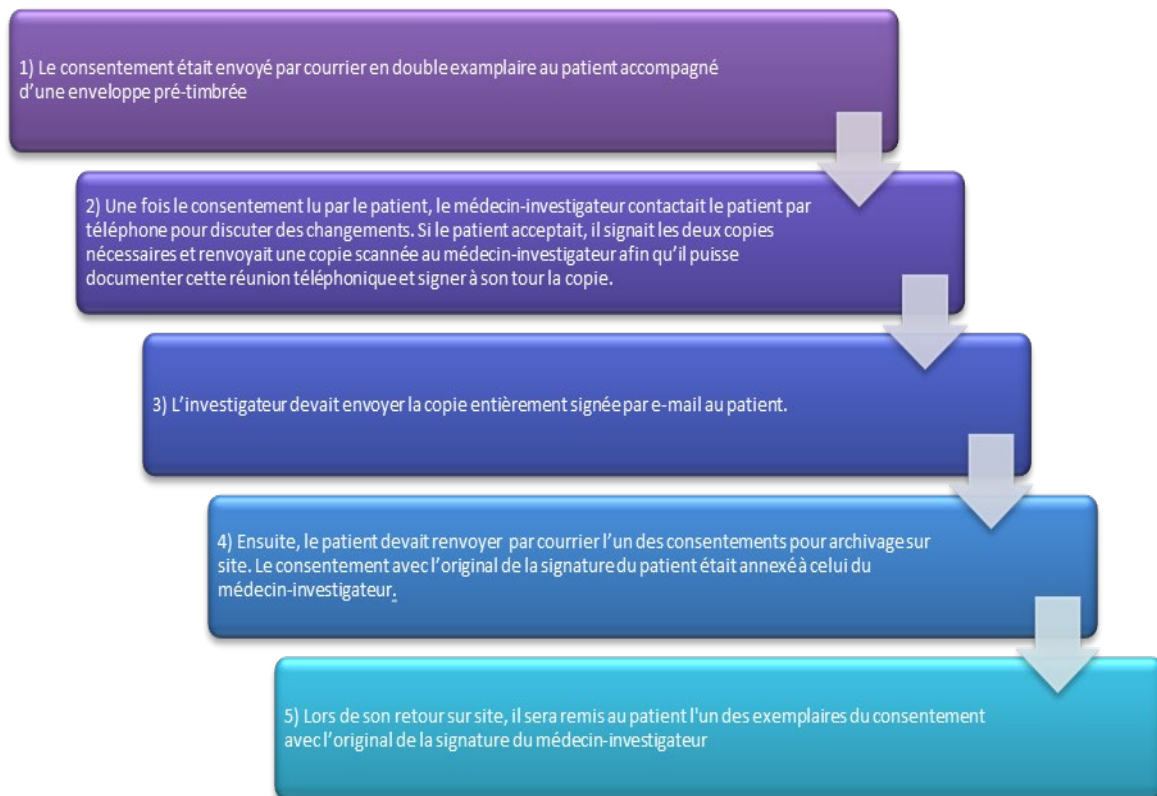 1) Le consentement était envoyé par courrier en double examplaire au patient accompagné
d’une enveloppe pré-timbrée
2) Une fois le consentement lu par le patient, le médecin-investigateur contactait le patient par
téléphone pour discuter des changements. Si le patient acceptait, il signait les deux copies
nécessaires et renvoyait une copie scannée au médecin-investigateur afin qu’il puisse
documenter cette réunion téléphonique et signer à son tour la copie.
3) L’investigateur devait envoyer la copie entièrement signée par e-mail au patient.
4) Ensuite, le patient devait renvoyer par courrier l’un des consentements pour archivage sur
site. Le consentement avec l’original de la signature du patient était annexé à celui du
médecin-investigateur.
5) Lors de son retour sur site, il sera remis au patient l'un des exemplaires du consentement
avec l’original de la signature du médecin-investigateur